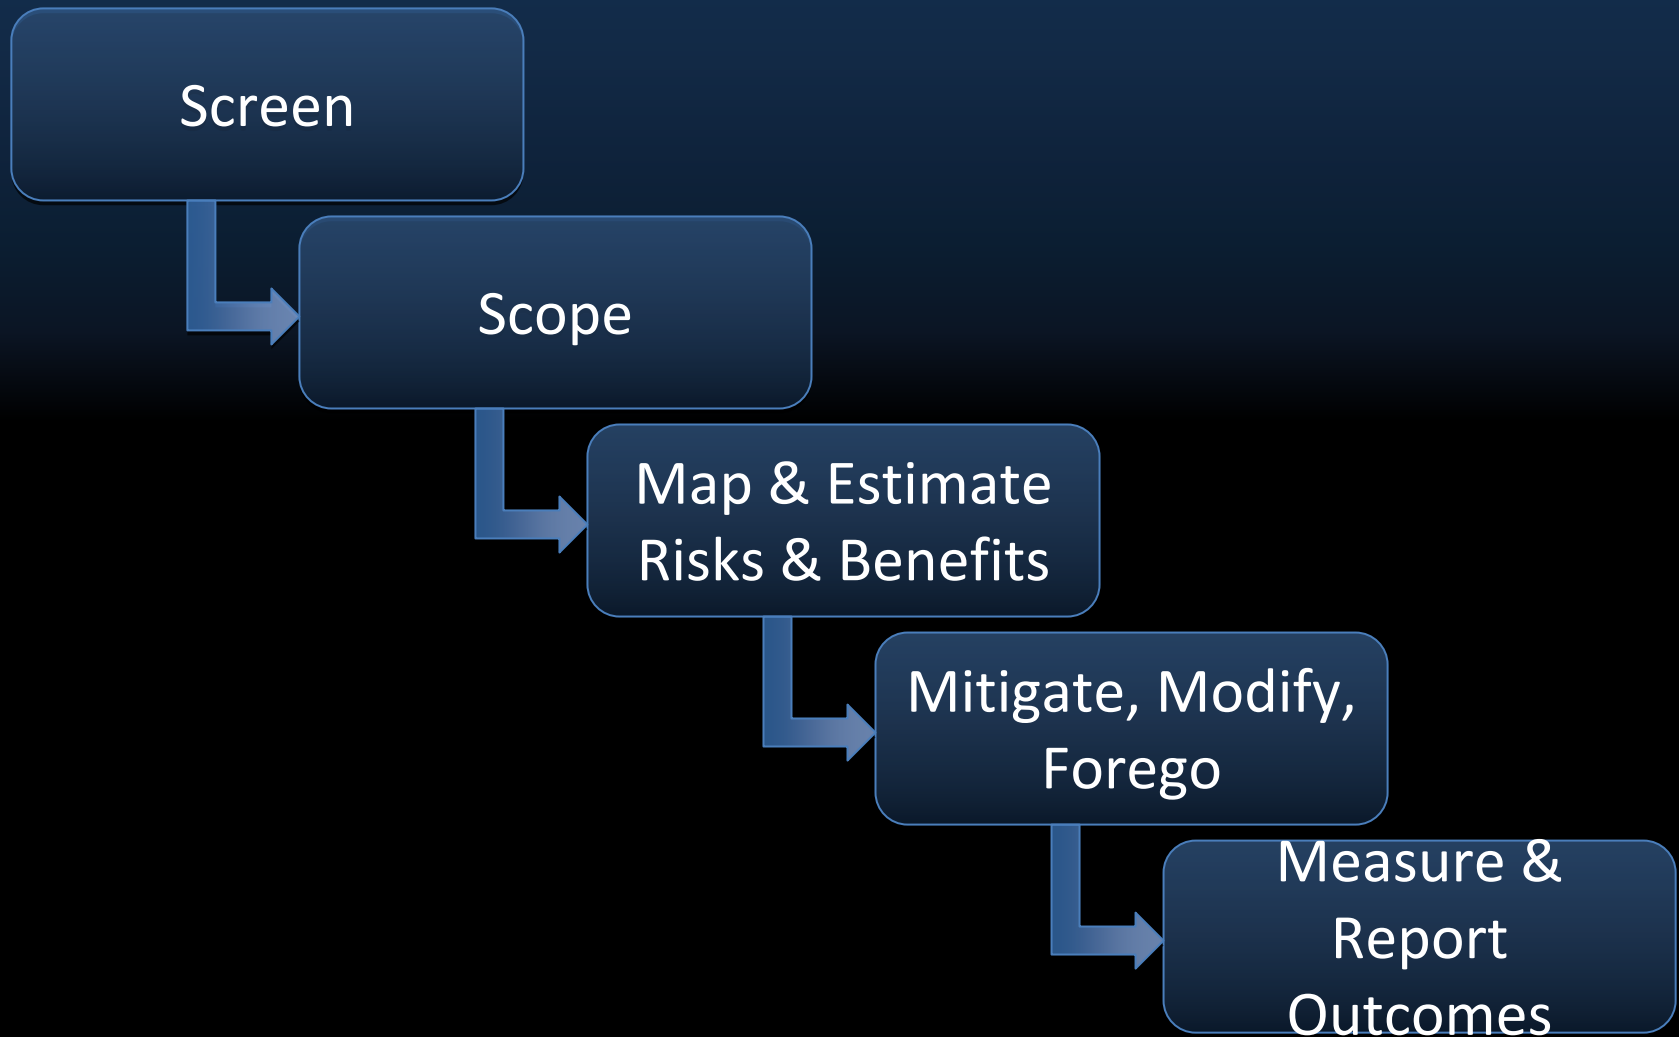 Screen
Scope
Map & Estimate
Risks & Benefits
Mitigate, Modify,
Forego
Measure &
Report
Outcomes